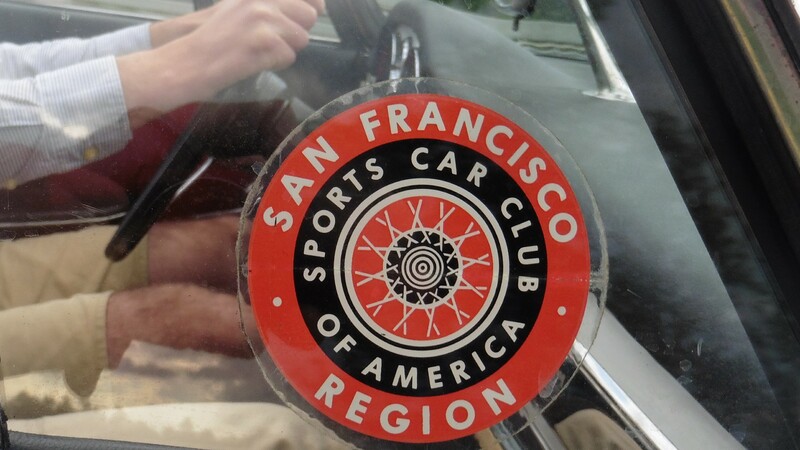 SAN FRANCISCO
REGION
SPORTS CAR CLUB
OF AMERICA